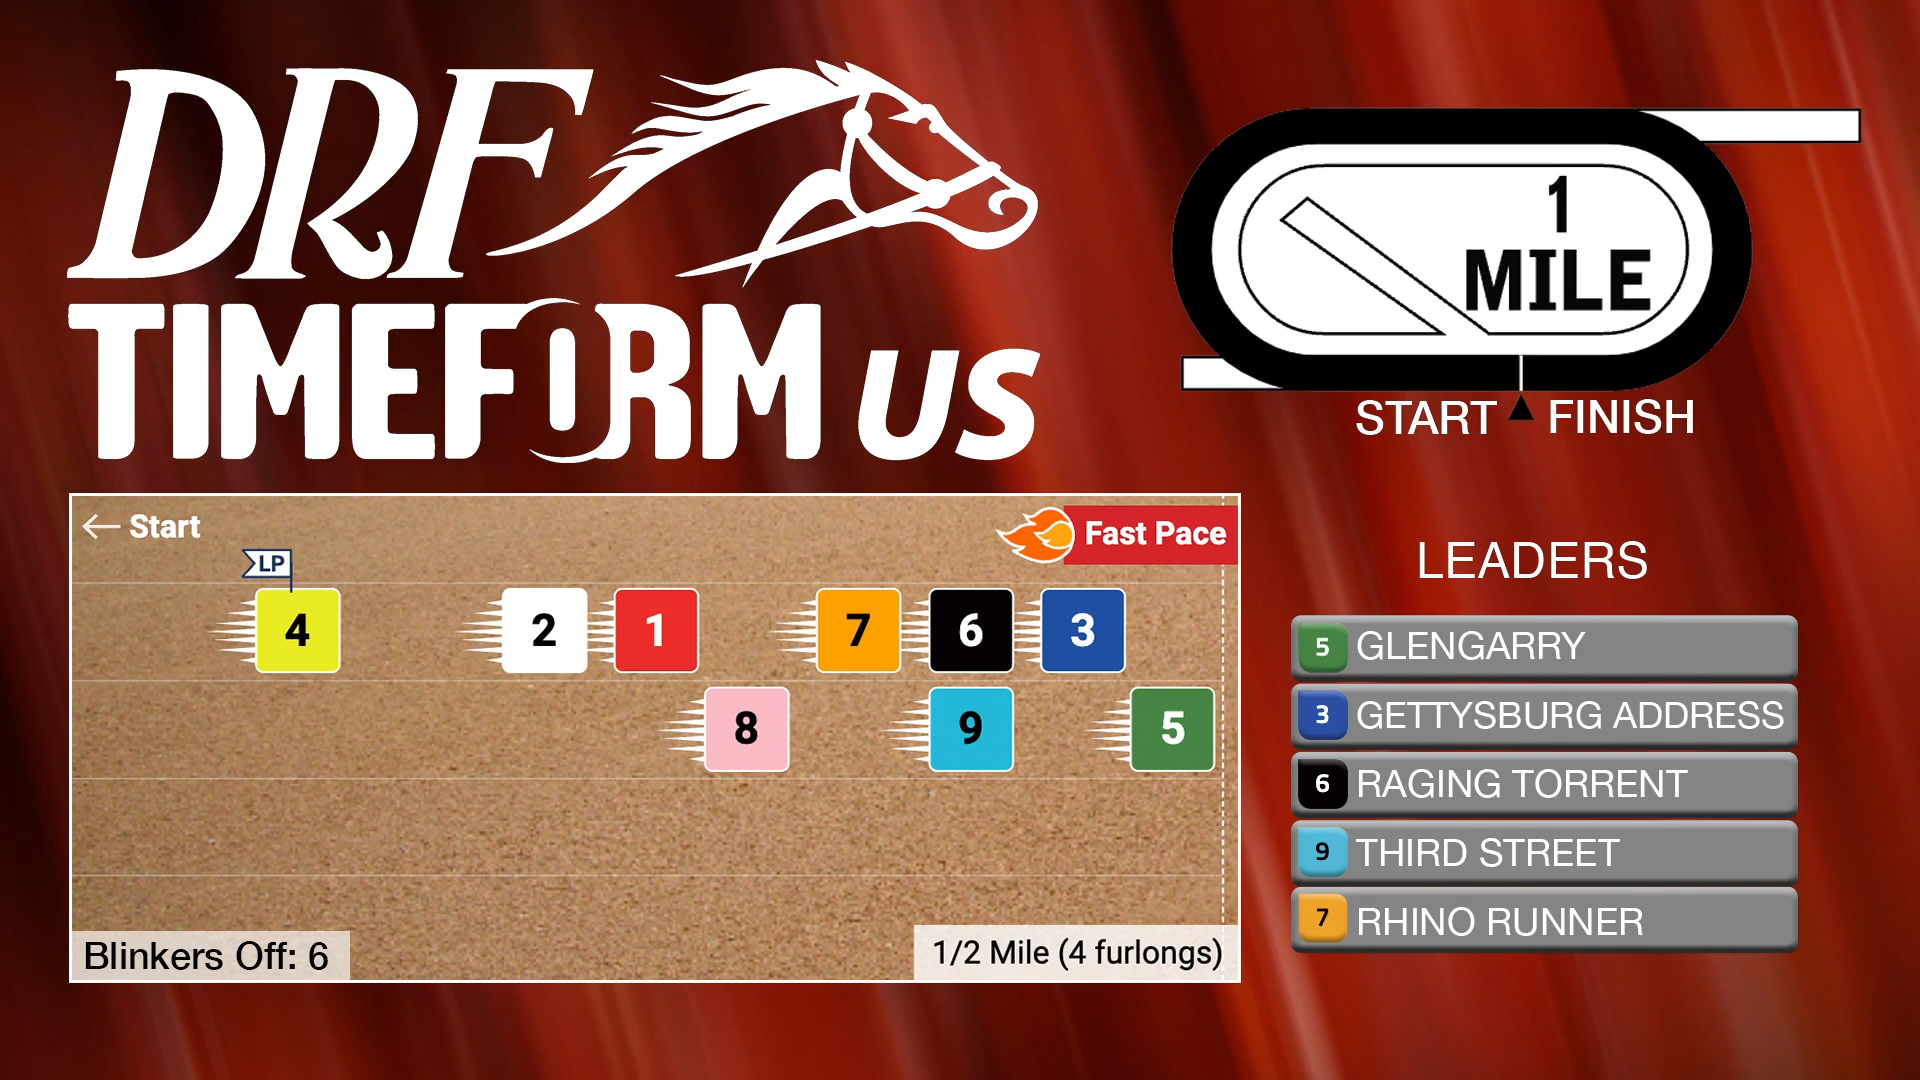 DRF
TIMEFORM US
1
MILE
START FINISH
← Start
Fast Pace
LP
4 2 1 7 6 3
8 9 5
Blinkers Off: 6
1/2 Mile (4 furlongs)
LEADERS
5 GLENGARRY
3 GETTYSBURG ADDRESS
6 RAGING TORRENT
9 THIRD STREET
7 RHINO RUNNER